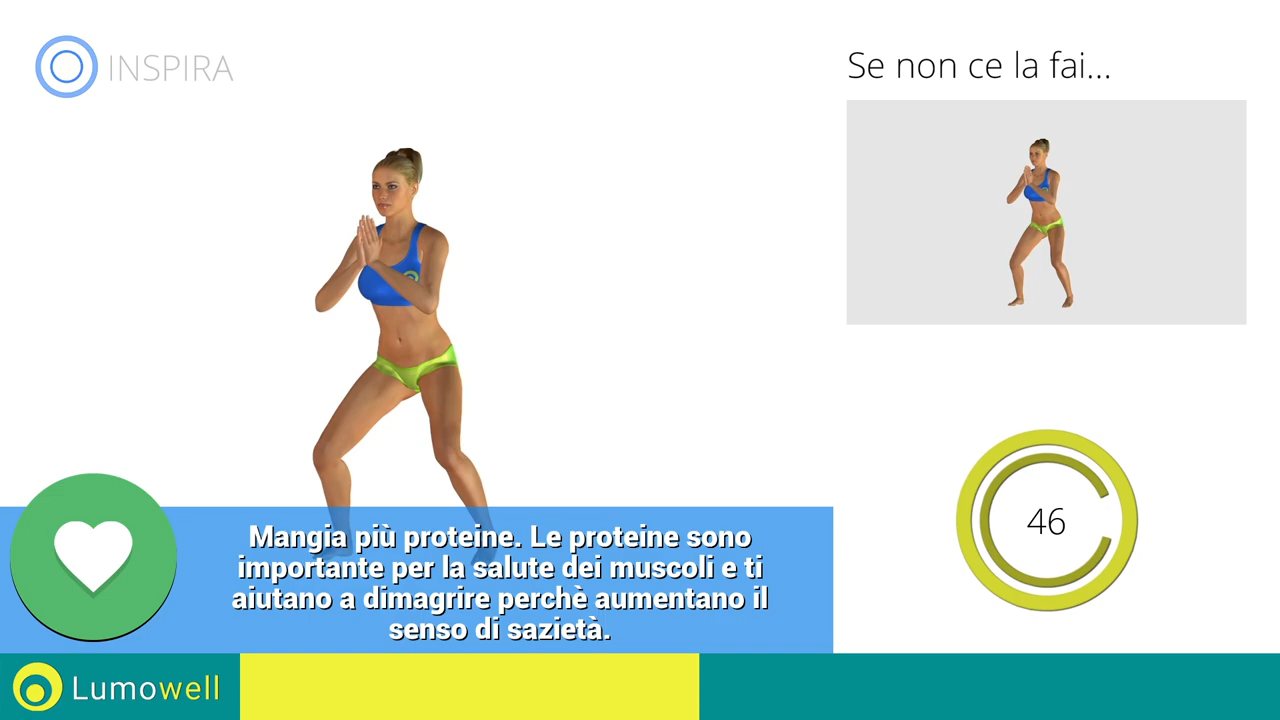 INSPIRA
Se non ce la fai...
46
Mangia più proteine. Le proteine sono
importante per la salute dei muscoli e ti
aiutano a dimagrire perchè aumentano il
senso di sazietà.
Lumowell